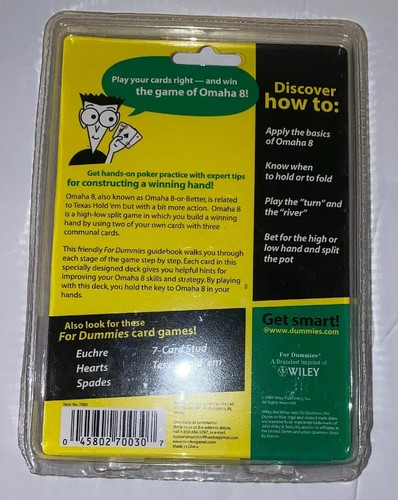 Play your cards right — and win
the game of Omaha 8!
Get hands-on poker practice with expert tips
for constructing a winning hand!
Omaha 8, also known as Omaha 8-or-Better, is related
to Texas Hold 'em but with a bit more action. Omaha 8
is a high-low split game in which you build a winning
hand by using two of your own cards with three
communal cards.
This friendly For Dummies guidebook walks you through
each stage of the game step by step. Each card in this
specially designed deck gives you helpful hints for
improving your Omaha 8 skills and strategy. By playing
with this deck, you hold the key to Omaha 8 in your
hands.
Also look for these
For Dummies card games!
Euchre
Hearts
Spades
7-Card Stud
Discover
how to:
Apply the basics
of Omaha 8
Know when
to hold or to fold
Play the "turn" and
the "river"
Bet for the high or
low hand and split
the pot
Get smart!
@www.dummies.com
For Dummies®
A Branded Imprint of
WILEY
0 45802 70030 7
Made in China